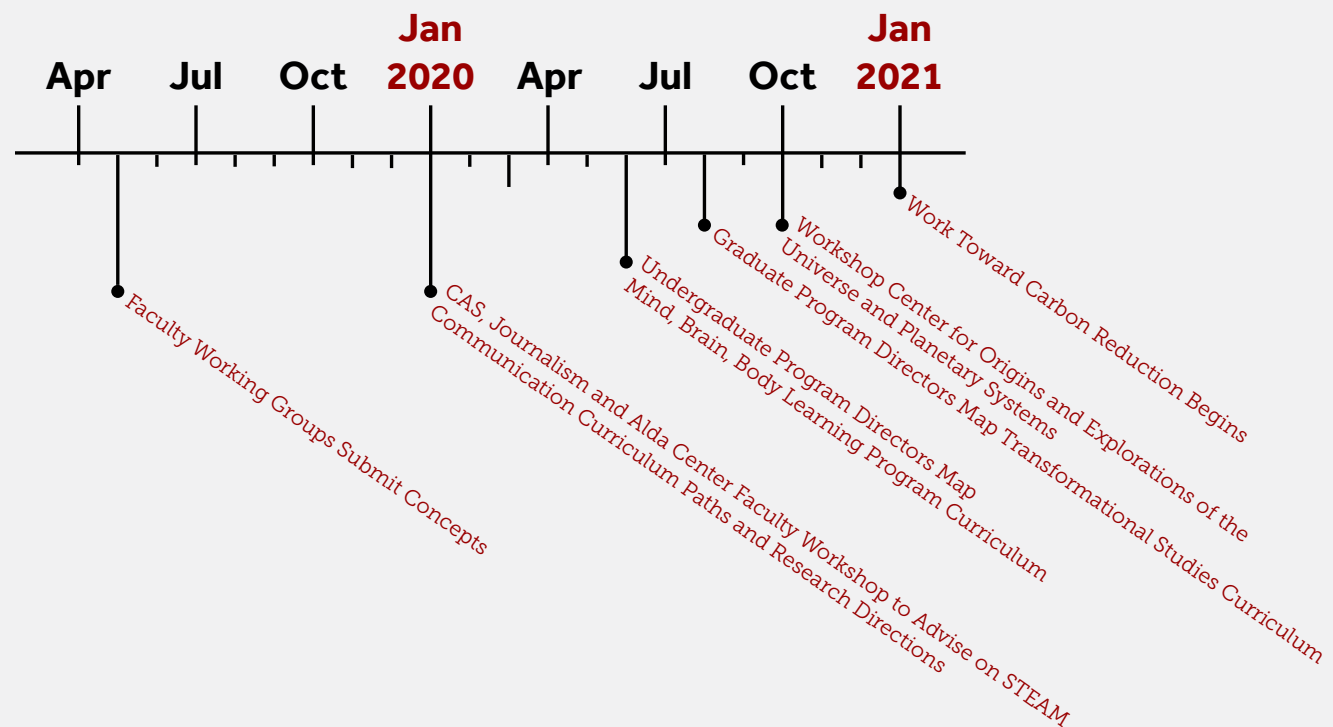 Apr
Jul
Oct
Jan
2020
Apr
Jul
Oct
Jan
2021
Faculty Working Groups Submit Concepts
CAS, Journalism and Alda Center Faculty Workshop to Advise on STEAM
Communication Curriculum Paths and Research Directions
Undergraduate Program Directors Map
Mind, Brain, Body Learning Program Curriculum
Graduate Program Directors Map Transformational Studies Curriculum
Workshop Center for Origins and Explorations of the
Universe and Planetary Systems
Work Toward Carbon Reduction Begins